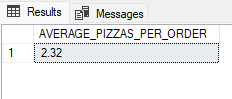 Results Messages
AVERAGE_PIZZAS_PER_ORDER
1 2.32